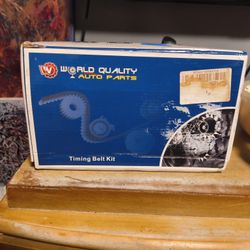 WORLD QUALITY
AUTO PARTS
Timing Belt Kit